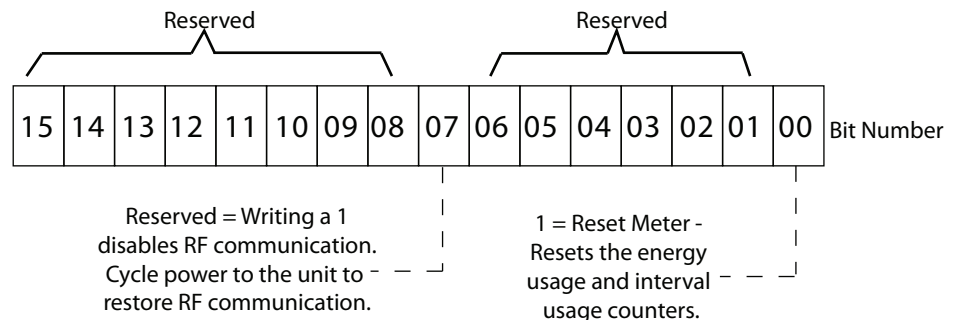 Reserved Reserved
15 14 13 12 11 10 09 08 07 06 05 04 03 02 01 00 Bit Number
Reserved = Writing a 1
disables RF communication.
Cycle power to the unit to
restore RF communication.
1 = Reset Meter -
Resets the energy
usage and interval
usage counters.